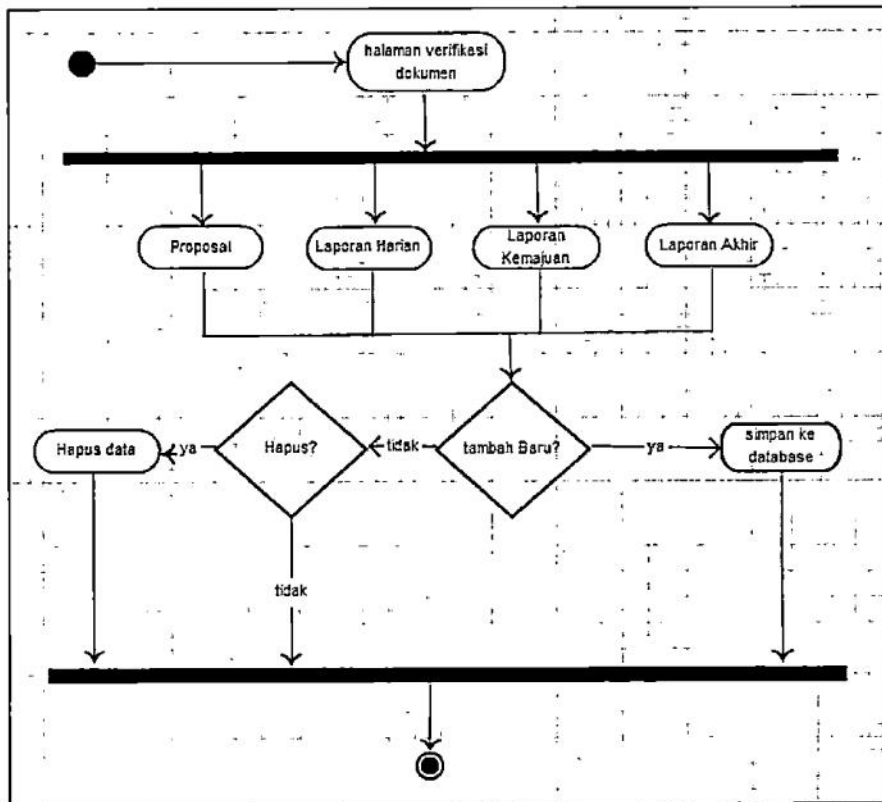 halaman verifikasi
dokumen
Proposal
Laporan Harian
Laporan
Kemajuan
Laporan Akhir
Hapus data
ya
Hapus?
tidak
tambah Baru?
ya
simpan ke
database
tidak